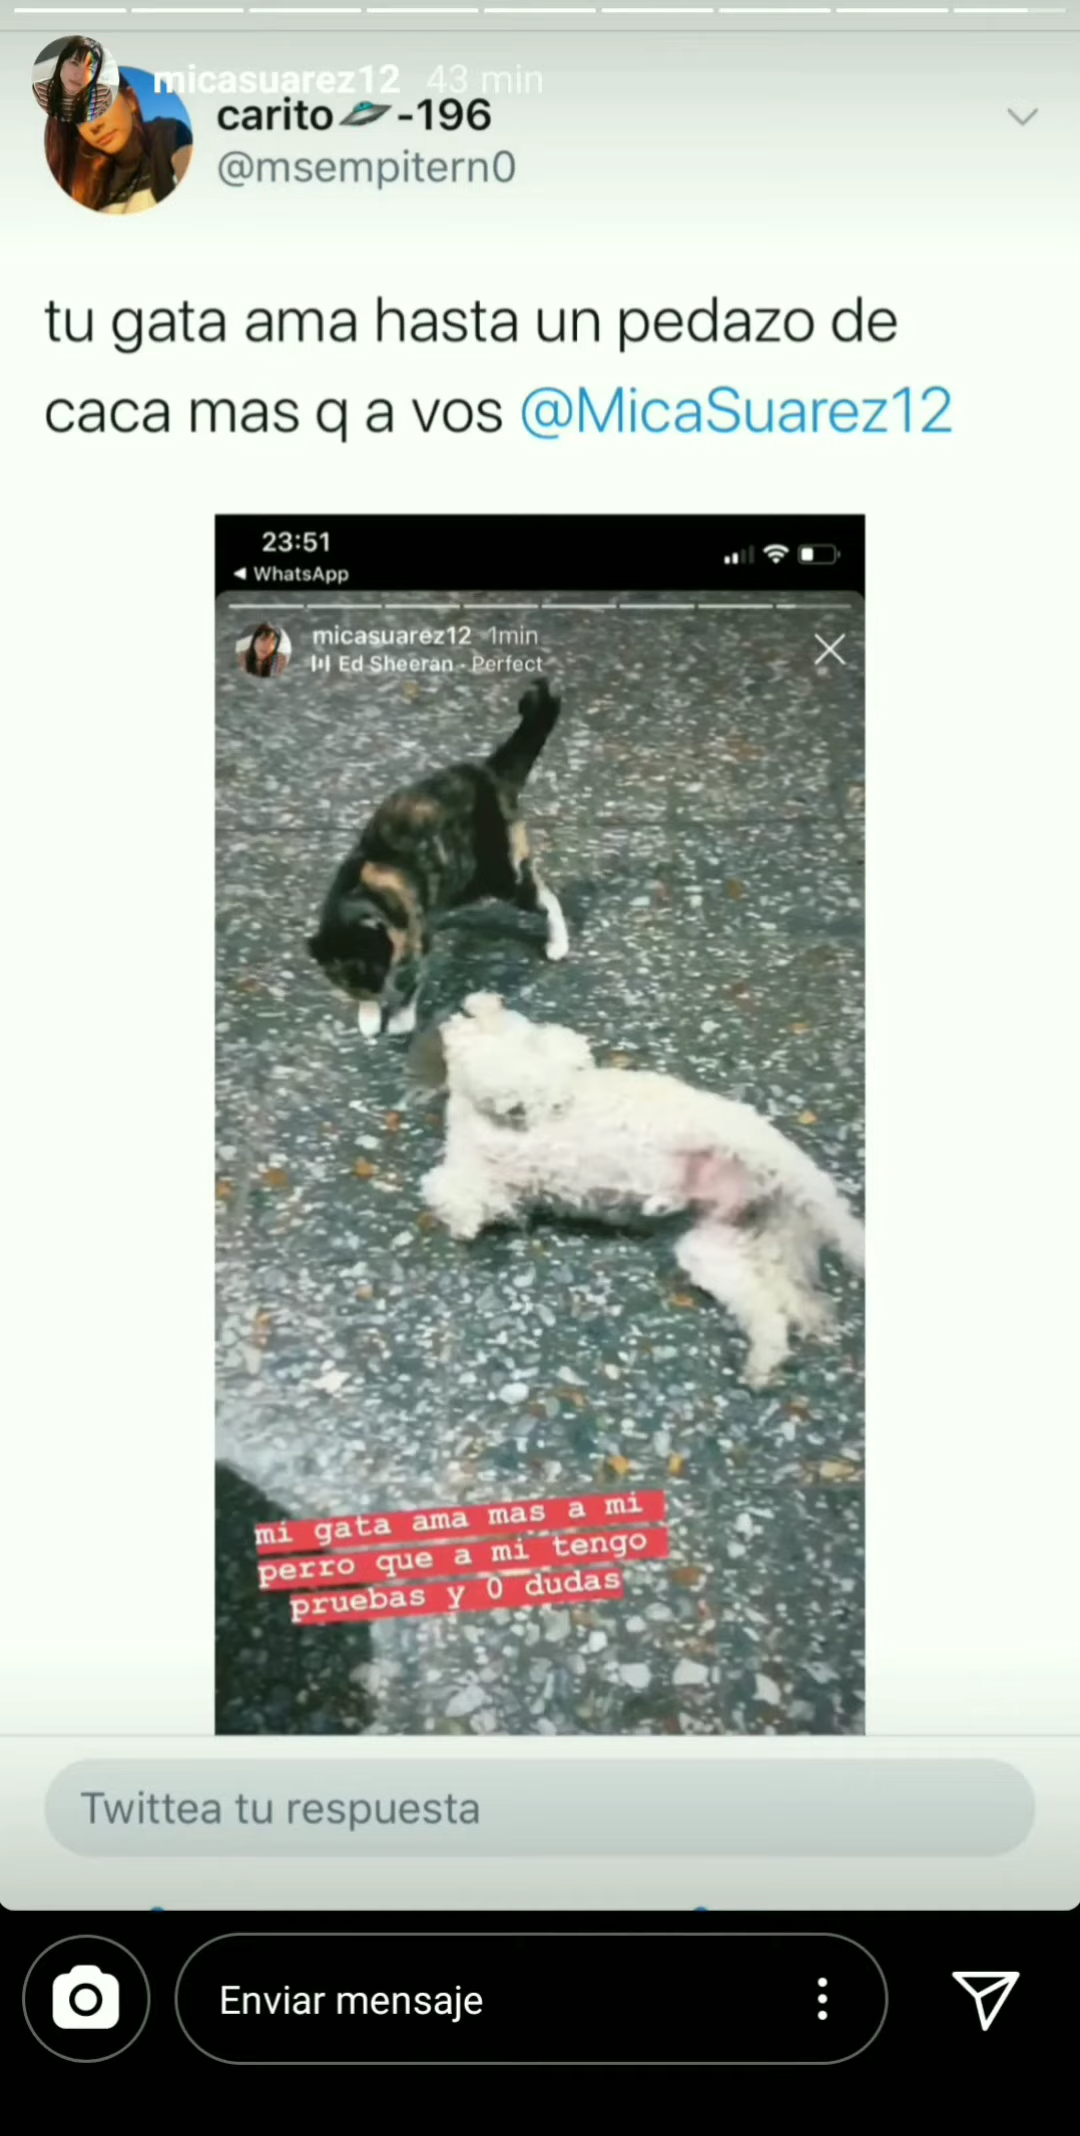 micasuarez12 43 min
carito🛸-196
@msempitern0
tu gata ama hasta un pedazo de
caca mas q a vos @MicaSuarez12
23:51
◀ WhatsApp
micasuarez12 1min
Ed Sheeran - Perfect
mi gata ama mas a mi
perro que a mi tengo
pruebas y 0 dudas
Twittea tu respuesta
Enviar mensaje